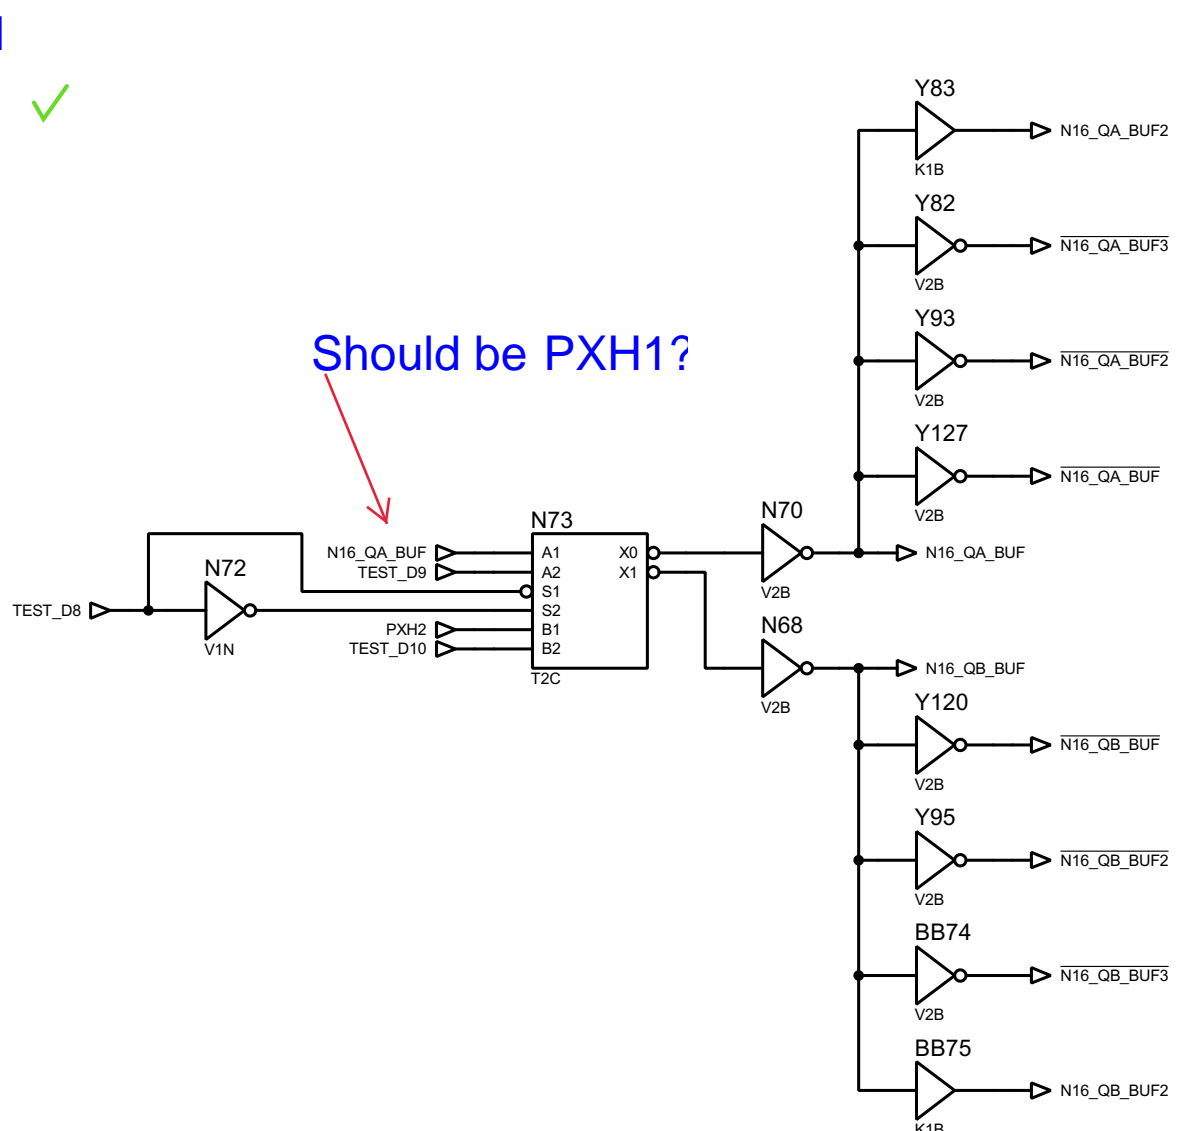 Y83
N16_QA_BUF2
K1B
Y82
N16_QA_BUF3
V2B
Y93
Should be PXH1?
N16_QA_BUF2
V2B
Y127
N16_QA_BUF
V2B
N73
N70
N16_QA_BUF
A1
X0
N16_QA_BUF
TEST_D9
A2
X1
N72
S1
V2B
TEST_D8
S2
PXH2
B1
N68
V1N
TEST_D10
B2
T2C
N16_QB_BUF
V2B
Y120
N16_QB_BUF
V2B
Y95
N16_QB_BUF2
V2B
BB74
N16_QB_BUF3
V2B
BB75
N16_QB_BUF2
K1B